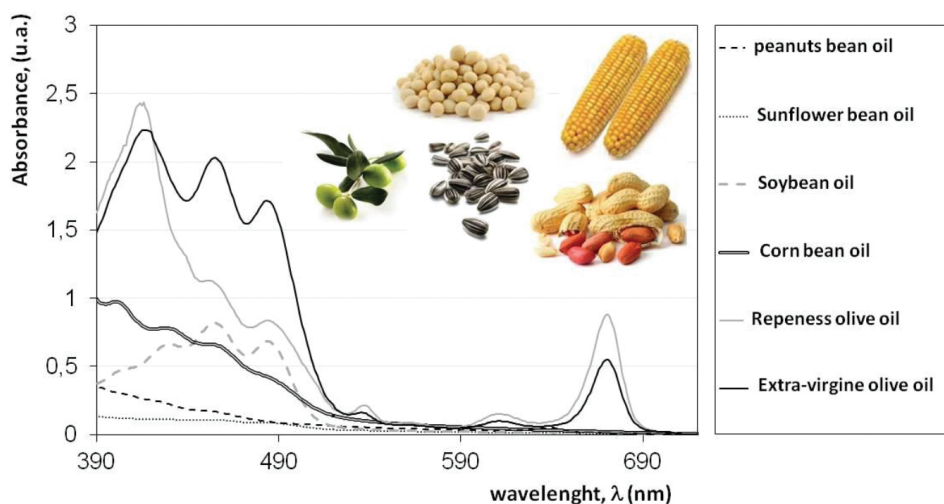 Absorbance, (u.a.)
3
2,5
2
1,5
1
0,5
0
390
490
590
690
wavelenght, λ (nm)
peanuts bean oil
Sunflower bean oil
Soybean oil
Corn bean oil
Repeness olive oil
Extra-virgine olive oil